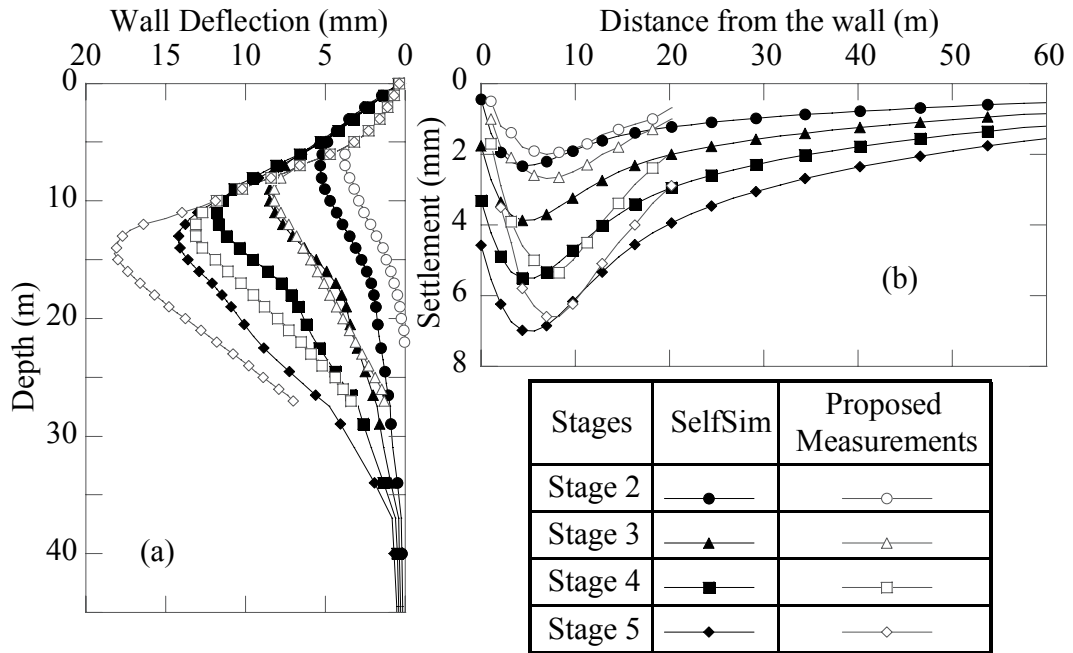 Wall Deflection (mm)
20 15 10 5 0
0
10
20
30
40
Depth (m)
(a)
Distance from the wall (m)
0 10 20 30 40 50 60
0
2
4
6
8
Settlement (mm)
(b)
Stages SelfSim Proposed
Measurements
Stage 2
Stage 3
Stage 4
Stage 5